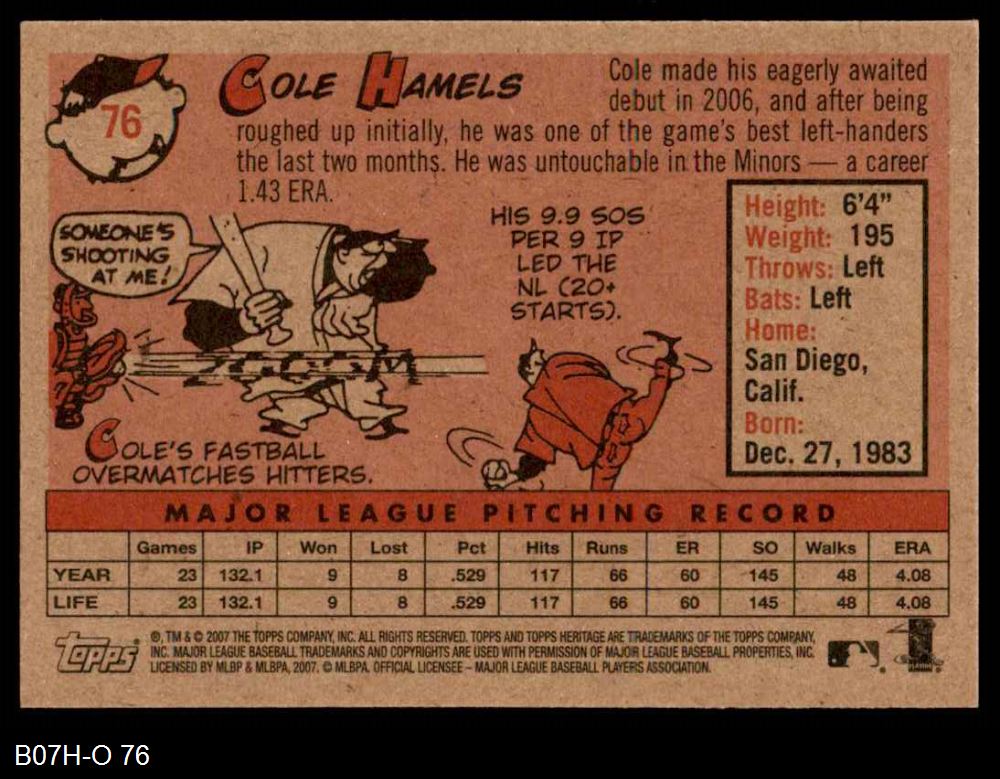 76
COLE HAMELS
Cole made his eagerly awaited
debut in 2006, and after being
roughed up initially, he was one of the game's best left-handers
the last two months. He was untouchable in the Minors — a career
1.43 ERA.
SOMEONE'S
SHOOTING
AT ME!
HIS 9.9 SOS
PER 9 IP
LED THE
NL (20+
STARTS).
ZOOM
COLE'S FASTBALL
OVERMATCHES HITTERS.
Height: 6'4"
Weight: 195
Throws: Left
Bats: Left
Home:
San Diego,
Calif.
Born:
Dec. 27, 1983
MAJOR LEAGUE PITCHING RECORD
Games IP Won Lost Pct Hits Runs ER SO Walks ERA
YEAR 23 132.1 9 8 .529 117 66 60 145 48 4.08
LIFE 23 132.1 9 8 .529 117 66 60 145 48 4.08
topps
®, TM & © 2007 THE TOPPS COMPANY, INC. ALL RIGHTS RESERVED. TOPPS AND TOPPS HERITAGE ARE TRADEMARKS OF THE TOPPS COMPANY,
INC. MAJOR LEAGUE BASEBALL TRADEMARKS AND COPYRIGHTS ARE USED WITH PERMISSION OF MAJOR LEAGUE BASEBALL PROPERTIES, INC.
LICENSED BY MLBP & MLBPA, 2007. © MLBPA. OFFICIAL LICENSEE – MAJOR LEAGUE BASEBALL PLAYERS ASSOCIATION.
B07H-O 76